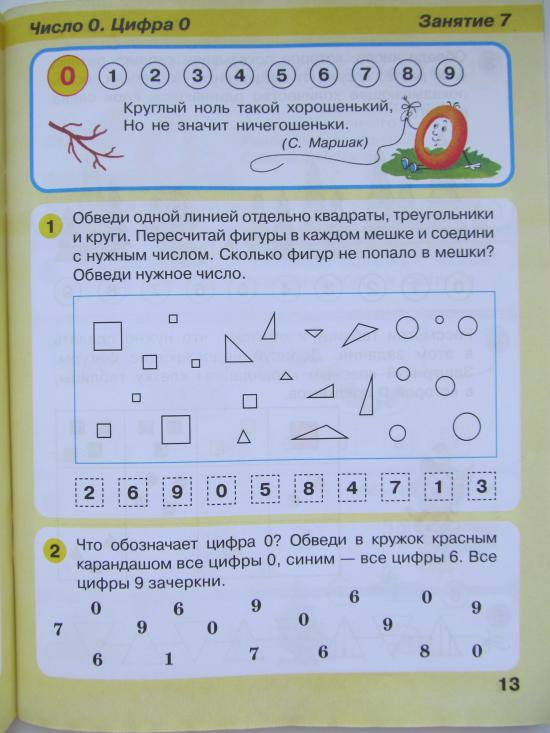 Число 0. Цифра 0
Занятие 7
0 1 2 3 4 5 6 7 8 9
Круглый ноль такой хорошенький,
Но не значит ничегошеньки.
(С. Маршак)
1
Обведи одной линией отдельно квадраты, треугольники
и круги. Пересчитай фигуры в каждом мешке и соедини
с нужным числом. Сколько фигур не попало в мешки?
Обведи нужное число.
2 6 9 0 5 8 4 7 1 3
2
Что обозначает цифра 0? Обведи в кружок красным
карандашом все цифры 0, синим — все цифры 6. Все
цифры 9 зачеркни.
0 6 9 6 0 9
7 9 0 0 9
6 1 7 6 8 0
13